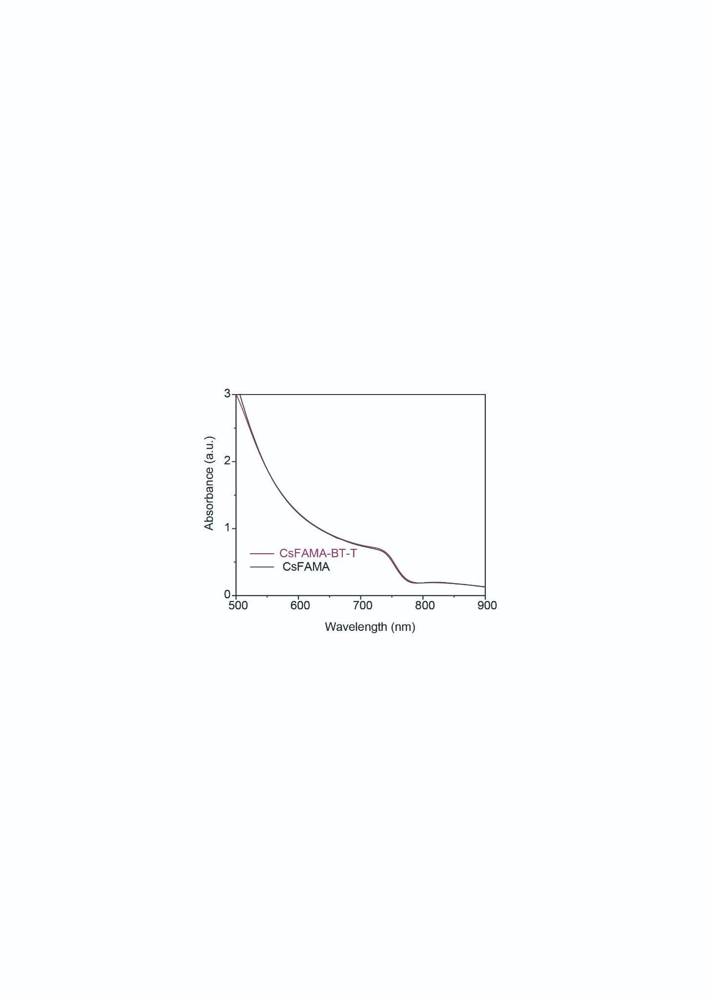 3
2
1
0
Absorbance (a.u.)
CsFAMA-BT-T
CsFAMA
500 600 700 800 900
Wavelength (nm)